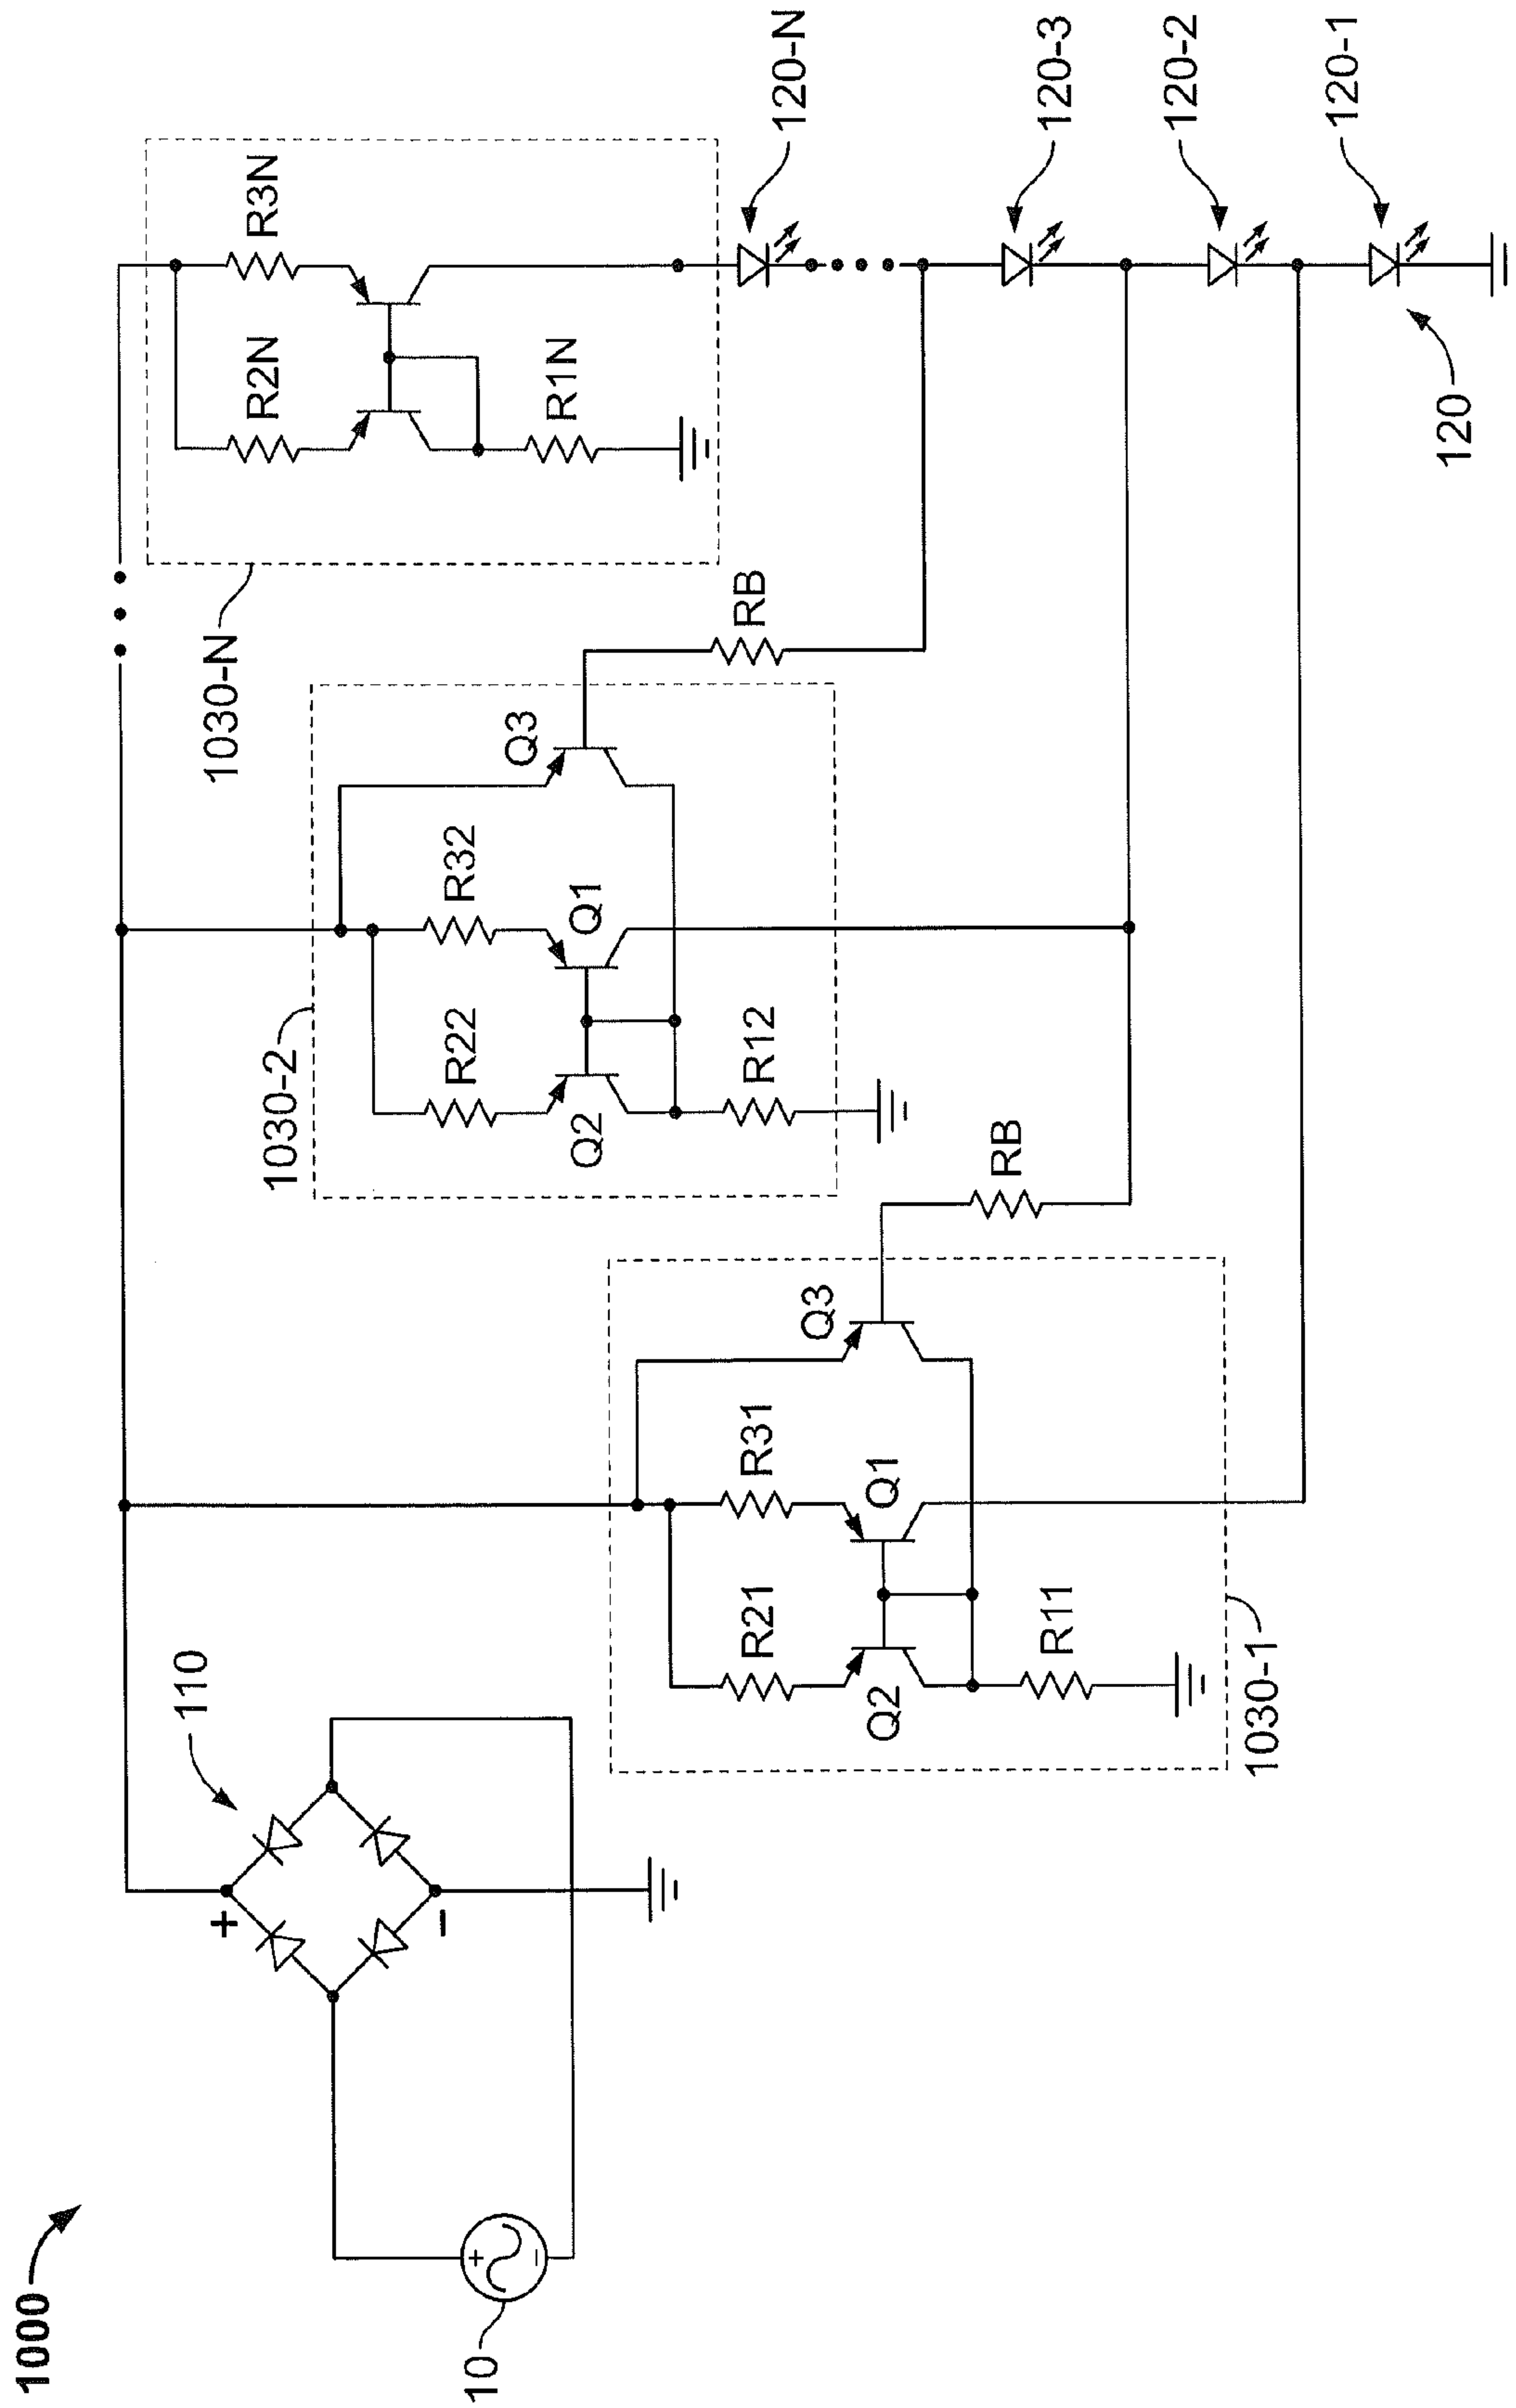 1000
10
+
−
110
+
−
1030-1
R21
R31
Q2
Q1
Q3
R11
RB
1030-2
R22
R32
Q2
Q1
Q3
R12
RB
1030-N
R2N
R3N
R1N
120-N
120-3
120-2
120-1
120